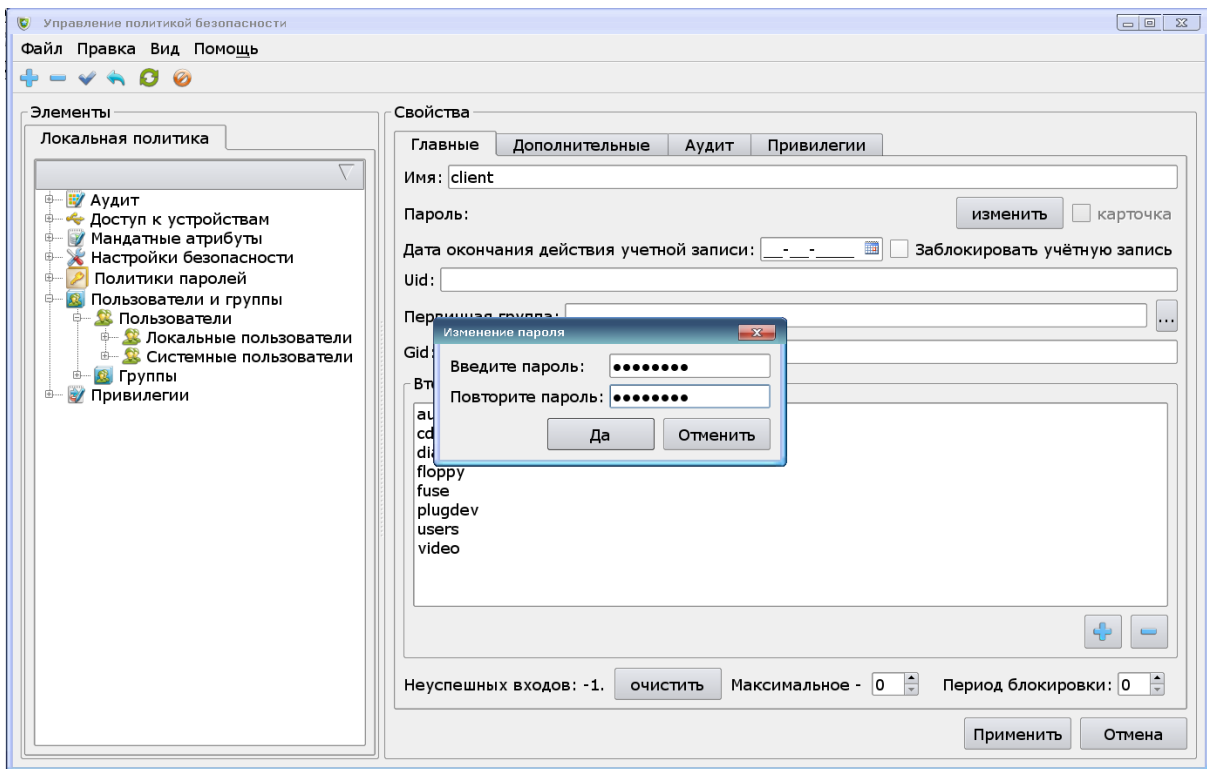 Управление политикой безопасности
Файл Правка Вид Помощь
Элементы
Локальная политика
Аудит
Доступ к устройствам
Мандатные атрибуты
Настройки безопасности
Политики паролей
Пользователи и группы
Пользователи
Локальные пользователи
Системные пользователи
Группы
Привилегии
Свойства
Главные Дополнительные Аудит Привилегии
Имя: client
Пароль: изменить карточка
Дата окончания действия учетной записи: __-__-____ Заблокировать учётную запись
Uid:
Первичная группа: ...
Gid:
Изменение пароля
Введите пароль: ●●●●●●●●
Повторите пароль: ●●●●●●●●
Да Отменить
floppy
fuse
plugdev
users
video
Неуспешных входов: -1. очистить Максимальное - 0 Период блокировки: 0
Применить Отмена